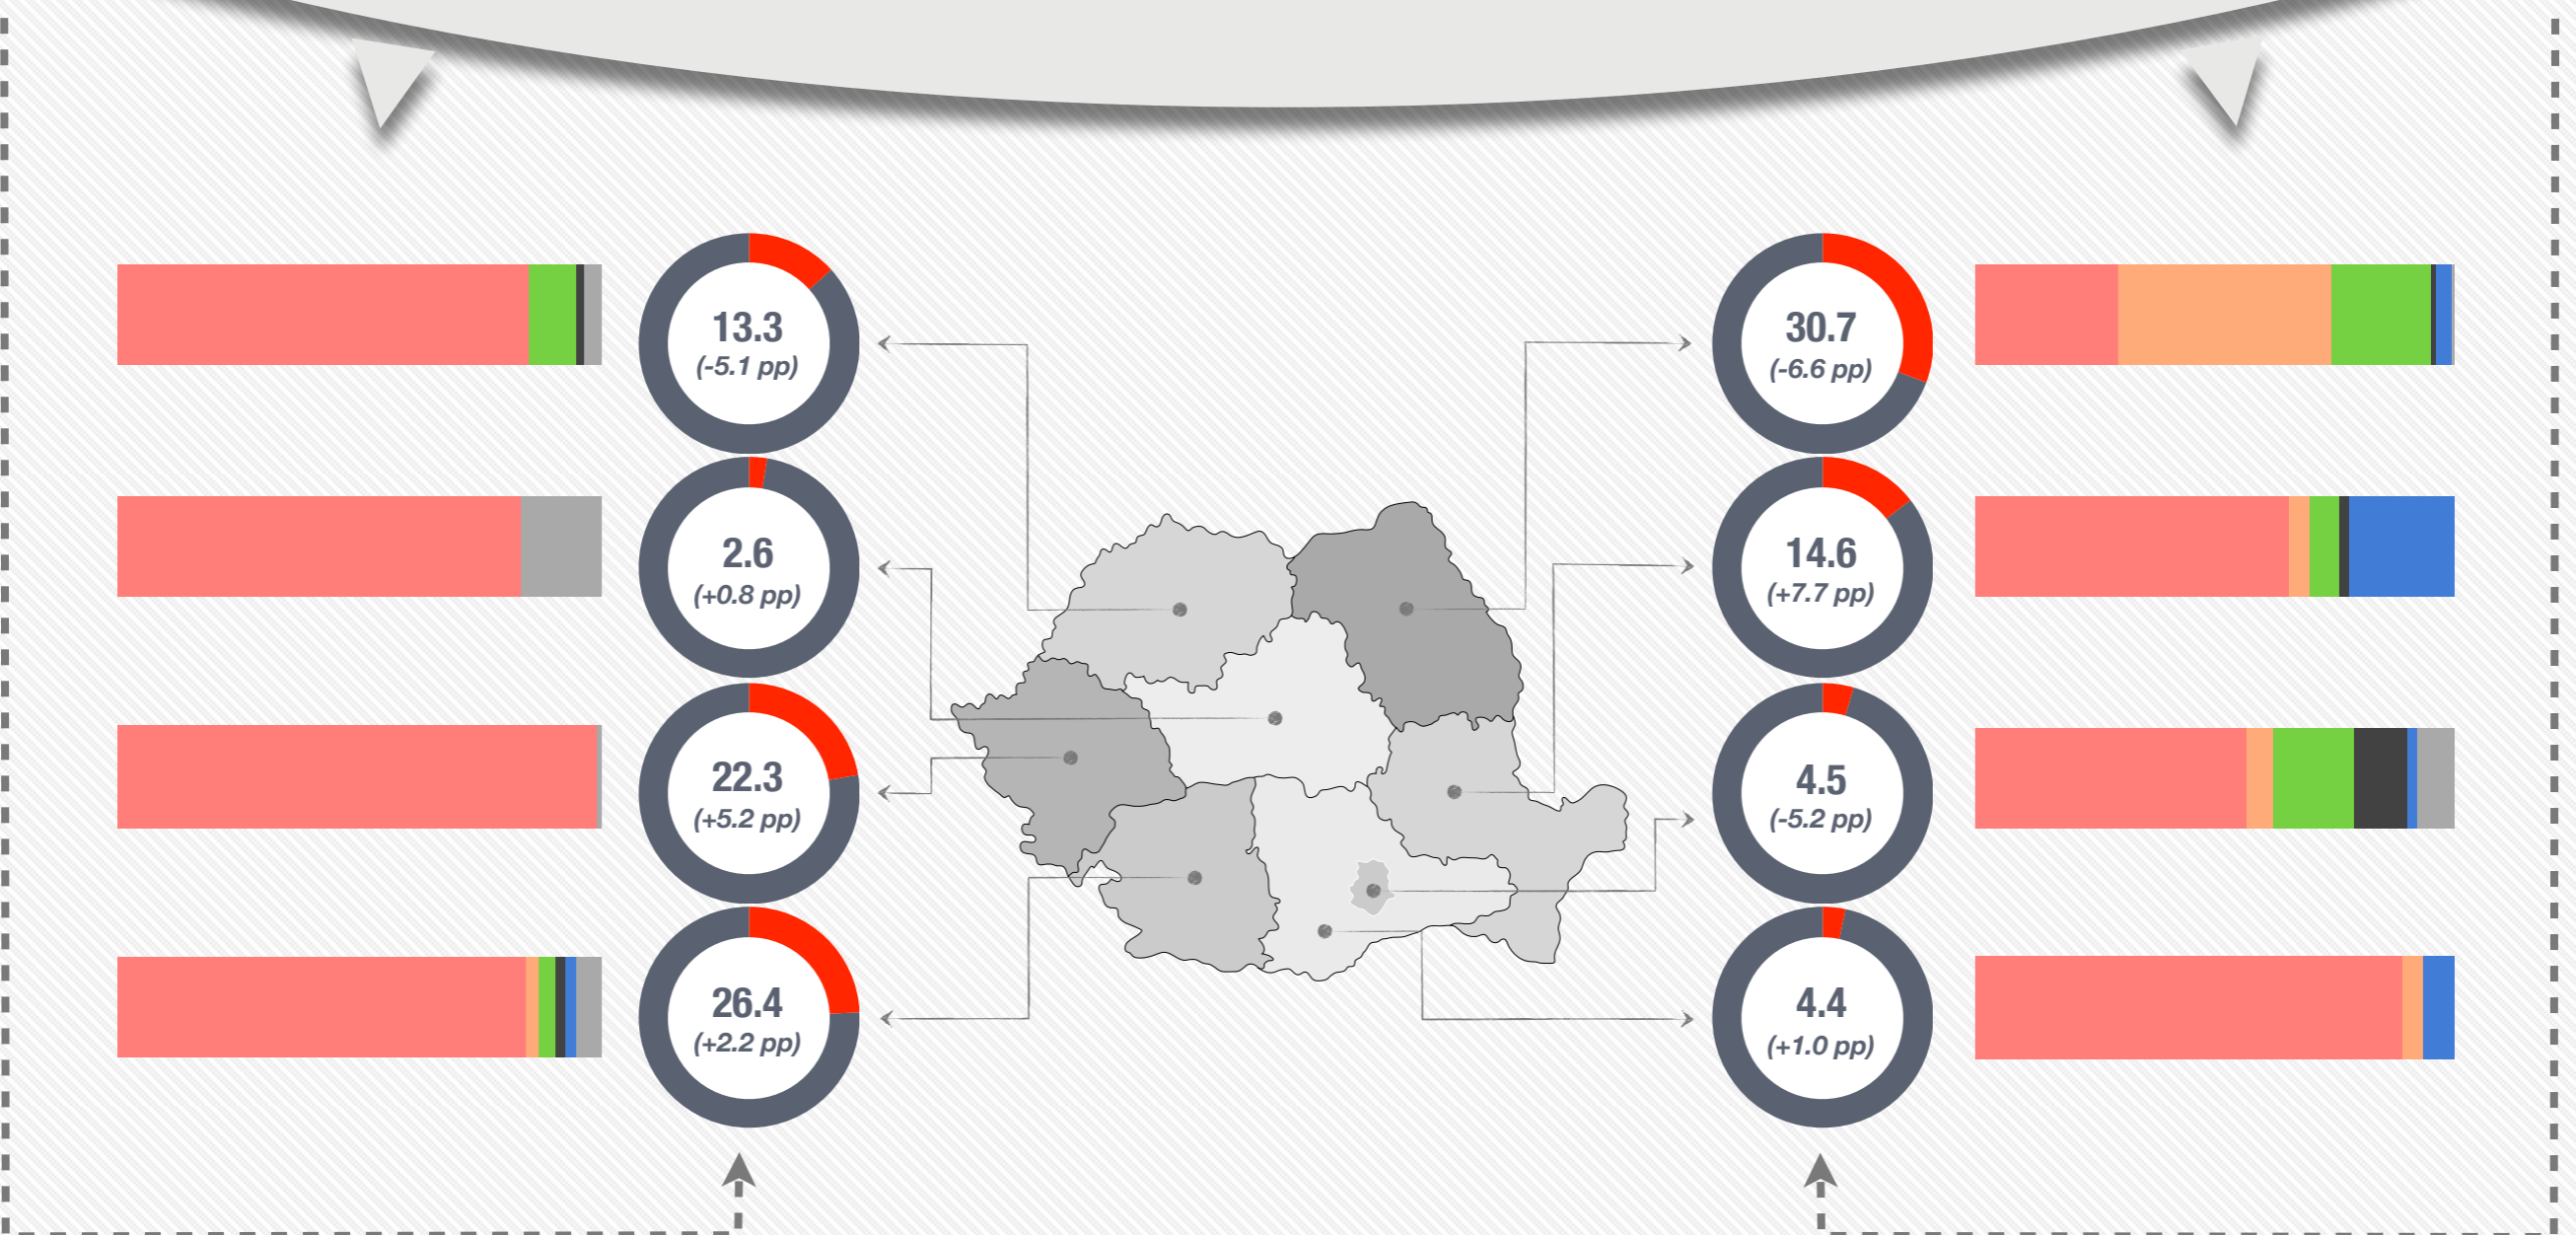 13.3
(-5.1 pp)
2.6
(+0.8 pp)
22.3
(+5.2 pp)
26.4
(+2.2 pp)
30.7
(-6.6 pp)
14.6
(+7.7 pp)
4.5
(-5.2 pp)
4.4
(+1.0 pp)